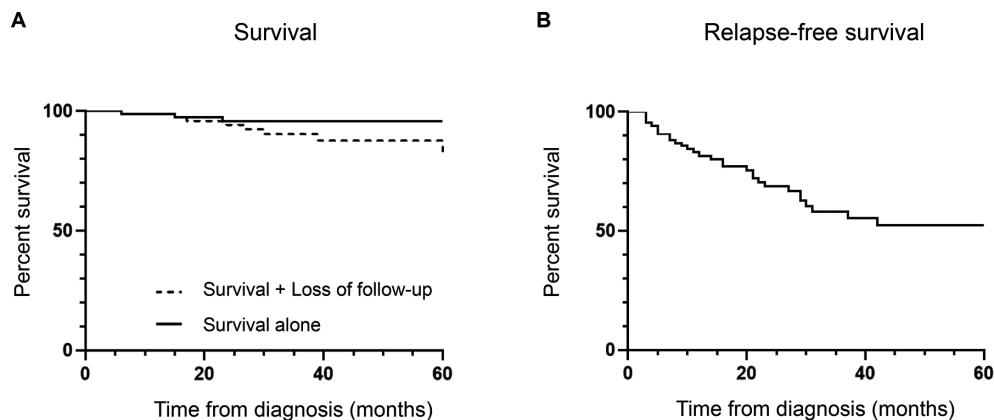 A
Survival
Percent survival
100
50
0
0
20
40
60
Survival + Loss of follow-up
Survival alone
Time from diagnosis (months)
B
Relapse-free survival
Percent survival
100
50
0
0
20
40
60
Time from diagnosis (months)